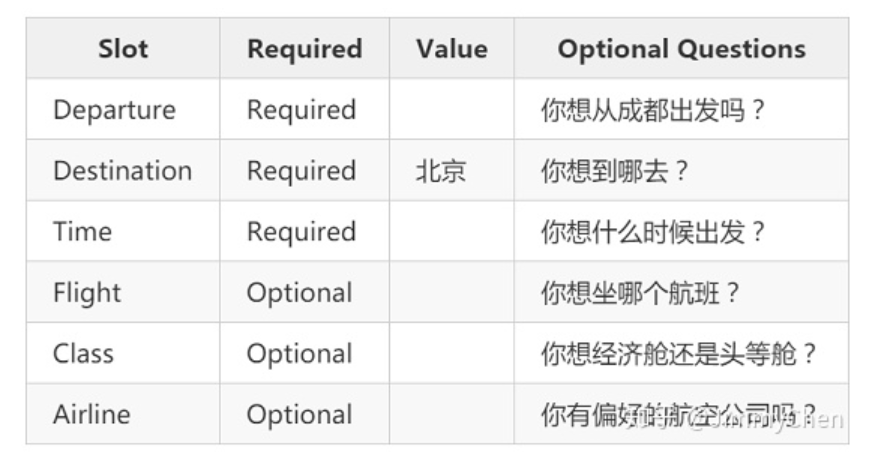 Slot Required Value Optional Questions
Departure Required 你想从成都出发吗？
Destination Required 北京 你想到哪去？
Time Required 你想什么时候出发？
Flight Optional 你想坐哪个航班？
Class Optional 你想经济舱还是头等舱？
Airline Optional 你有偏好的航空公司吗？
知乎 @JimmyChen